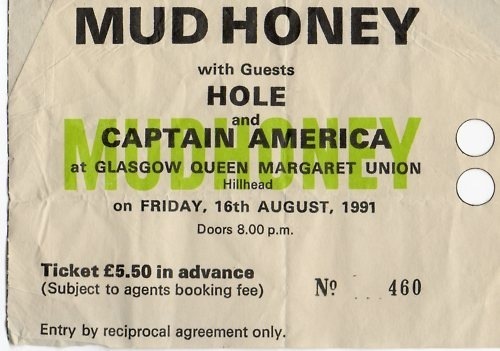 MUDHONEY
with Guests
HOLE
and
MUDHONEY
CAPTAIN AMERICA
at GLASGOW QUEEN MARGARET UNION
Hillhead
on FRIDAY, 16th AUGUST, 1991
Doors 8.00 p.m.
Ticket £5.50 in advance
(Subject to agents booking fee)
Nº ... 460
Entry by reciprocal agreement only.